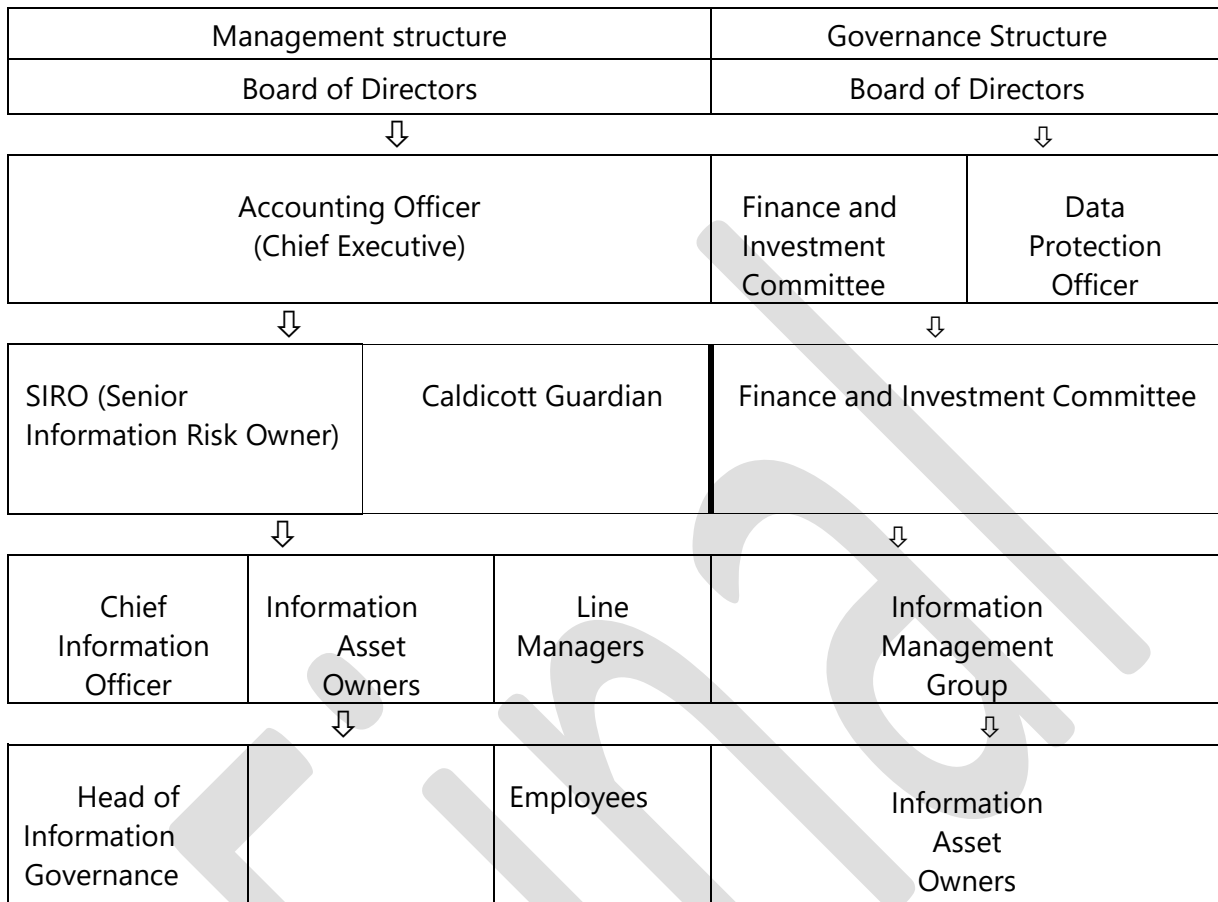 Management structure
Governance Structure
Board of Directors
Board of Directors
⇩
⇩
Accounting Officer
(Chief Executive)
Finance and
Investment
Committee
Data
Protection
Officer
⇩
⇩
SIRO (Senior
Information Risk Owner)
Caldicott Guardian
Finance and Investment Committee
⇩
⇩
Chief
Information
Officer
Information
Asset
Owners
Line
Managers
Information
Management
Group
⇩
⇩
Head of
Information
Governance
Employees
Information
Asset
Owners
Final